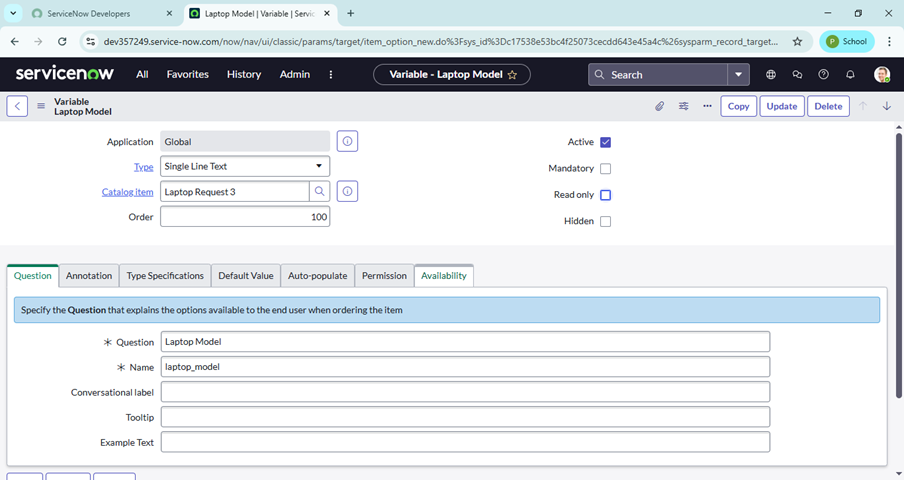 ServiceNow Developers
Laptop Model | Variable | Servic
dev357249.service-now.com/now/nav/ui/classic/params/target/item_option_new.do%3Fsys_id%3Dc17538e53bc4f25073cecdd643e45a4c%26sysparm_record_target...
P School
servicenow
All Favorites History Admin
Variable - Laptop Model
Search
Variable
Laptop Model
Copy Update Delete
Application Global
Active
Type Single Line Text
Mandatory
Catalog item Laptop Request 3
Read only
Order 100
Hidden
Question Annotation Type Specifications Default Value Auto-populate Permission Availability
Specify the Question that explains the options available to the end user when ordering the item
Question Laptop Model
Name laptop_model
Conversational label
Tooltip
Example Text